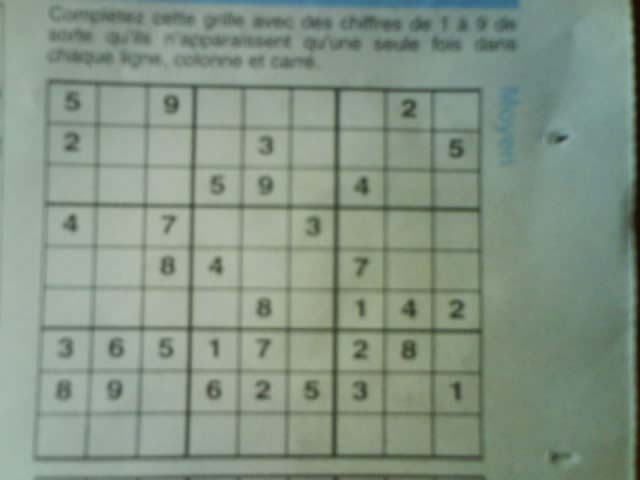 Complétez cette grille avec des chiffres de 1 à 9 de
sorte qu'ils n'apparaissent qu'une seule fois dans
chaque ligne, colonne et carré.
Moyen
5 9 2
2 3 5
5 9 4
4 7 3
8 4 7
8 1 4 2
3 6 5 1 7 2 8
8 9 6 2 5 3 1